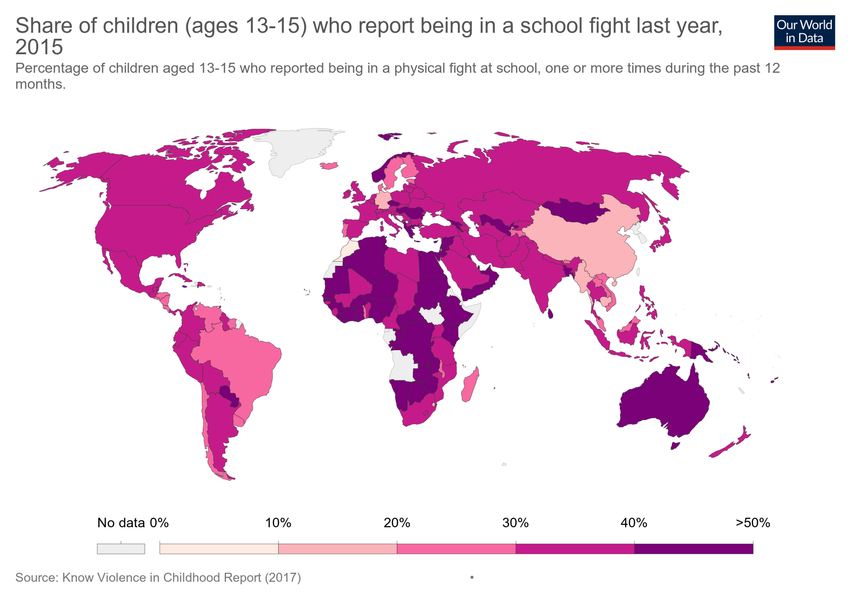 Share of children (ages 13-15) who report being in a school fight last year,
2015
Our World
in Data
Percentage of children aged 13-15 who reported being in a physical fight at school, one or more times during the past 12
months.
No data 0% 10% 20% 30% 40% >50%
Source: Know Violence in Childhood Report (2017) •